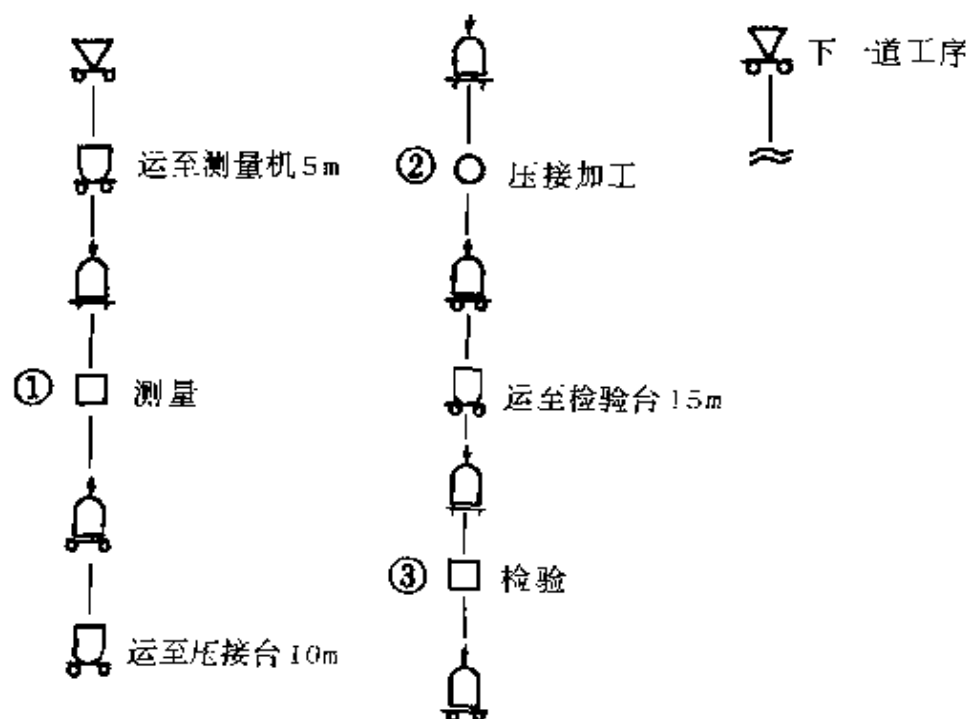 运至测量机5m
① 测量
运至压接台10m
② 压接加工
运至检验台15m
③ 检验
下一道工序